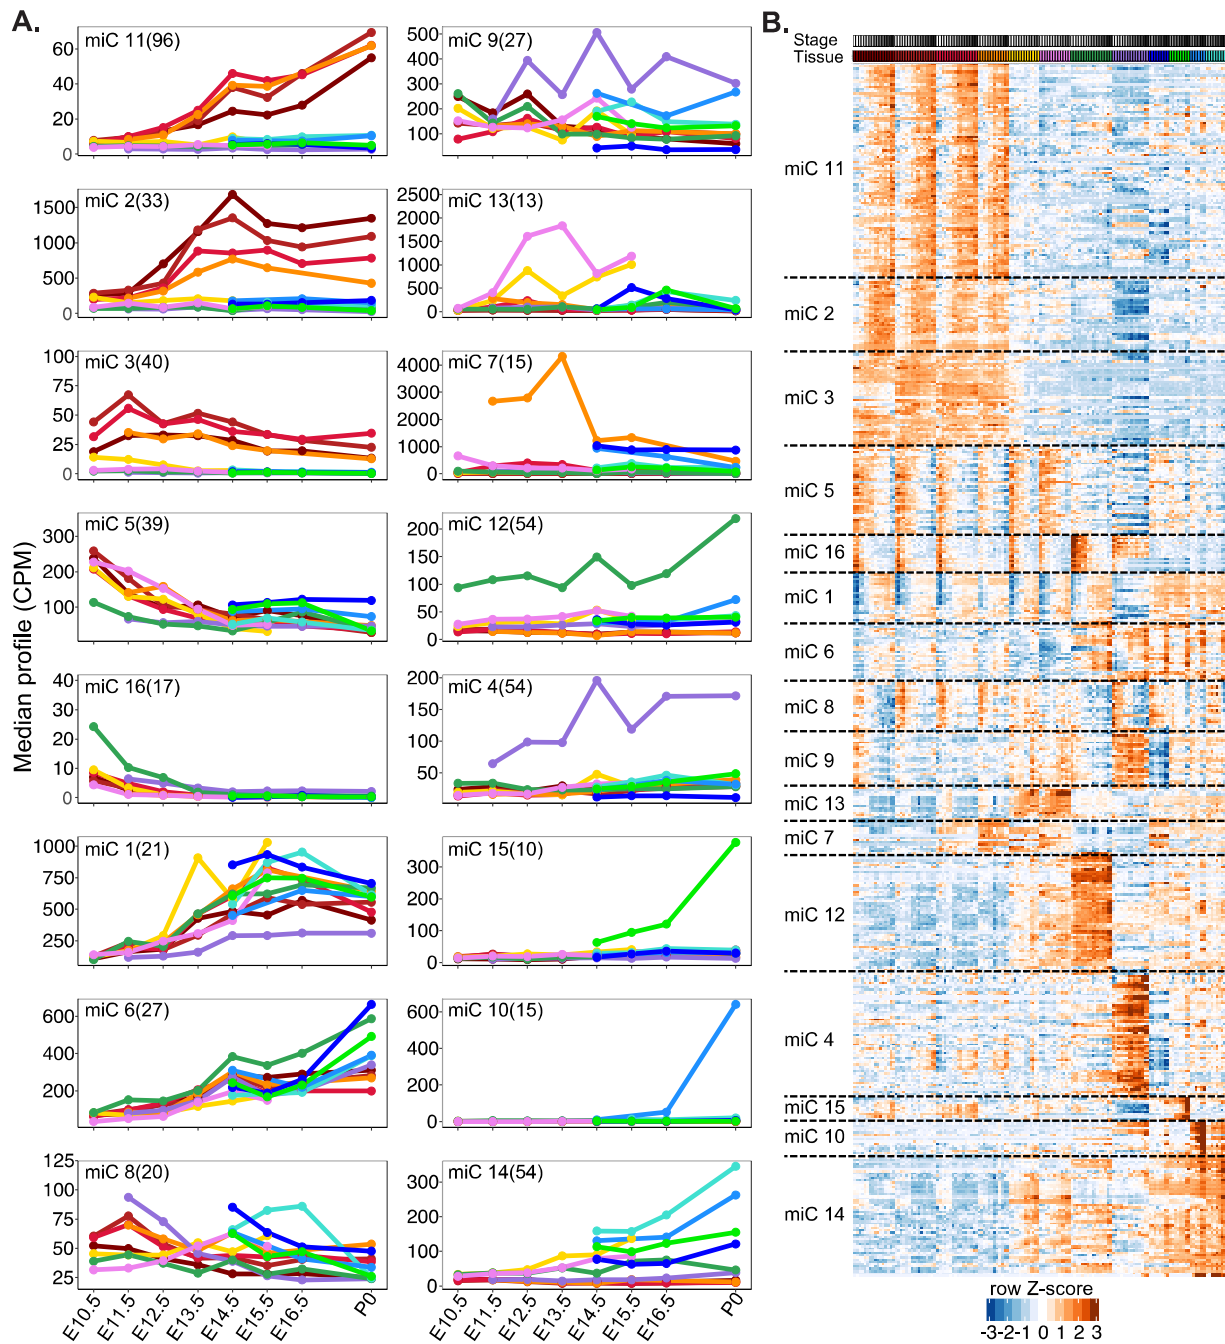 A.
Median profile (CPM)
miC 11(96)
60
40
20
0
miC 9(27)
500
400
300
200
100
miC 2(33)
1500
1000
500
0
miC 13(13)
2500
2000
1500
1000
500
0
miC 3(40)
100
75
50
25
0
miC 7(15)
4000
3000
2000
1000
0
miC 5(39)
300
200
100
miC 12(54)
200
150
100
50
0
miC 16(17)
40
30
20
10
0
miC 4(54)
200
150
100
50
miC 1(21)
1000
750
500
250
miC 15(10)
300
200
100
0
miC 6(27)
600
400
200
0
miC 10(15)
600
400
200
0
miC 8(20)
125
100
75
50
25
miC 14(54)
300
200
100
0
E10.5
E11.5
E12.5
E13.5
E14.5
E15.5
E16.5
P0
E10.5
E11.5
E12.5
E13.5
E14.5
E15.5
E16.5
P0
B.
Stage
Tissue
miC 11
miC 2
miC 3
miC 5
miC 16
miC 1
miC 6
miC 8
miC 9
miC 13
miC 7
miC 12
miC 4
miC 15
miC 10
miC 14
row Z-score
-3-2-1 0 1 2 3